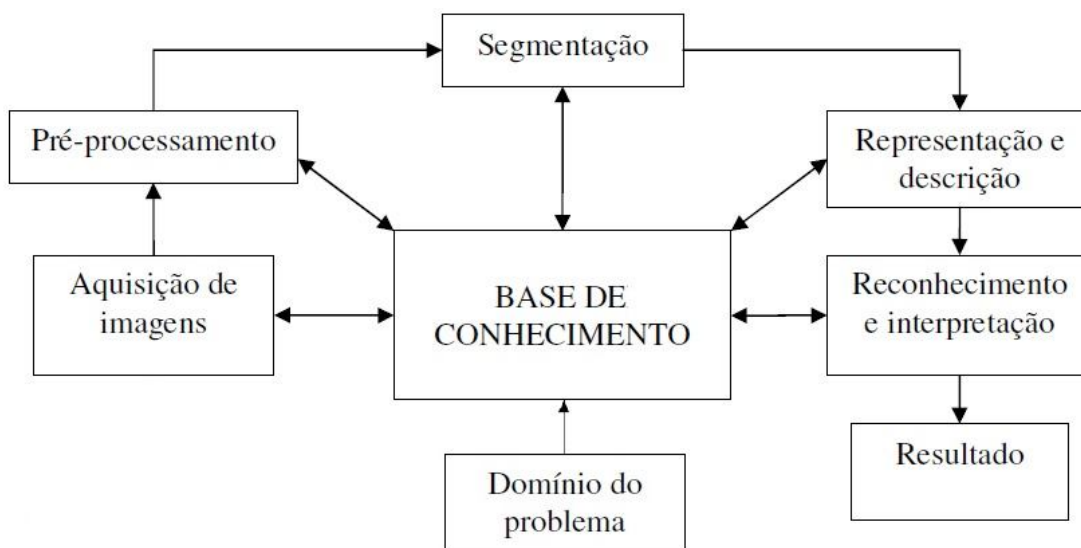 Segmentação
Pré-processamento
Representação e
descrição
Aquisição de
imagens
BASE DE
CONHECIMENTO
Reconhecimento
e interpretação
Resultado
Domínio do
problema